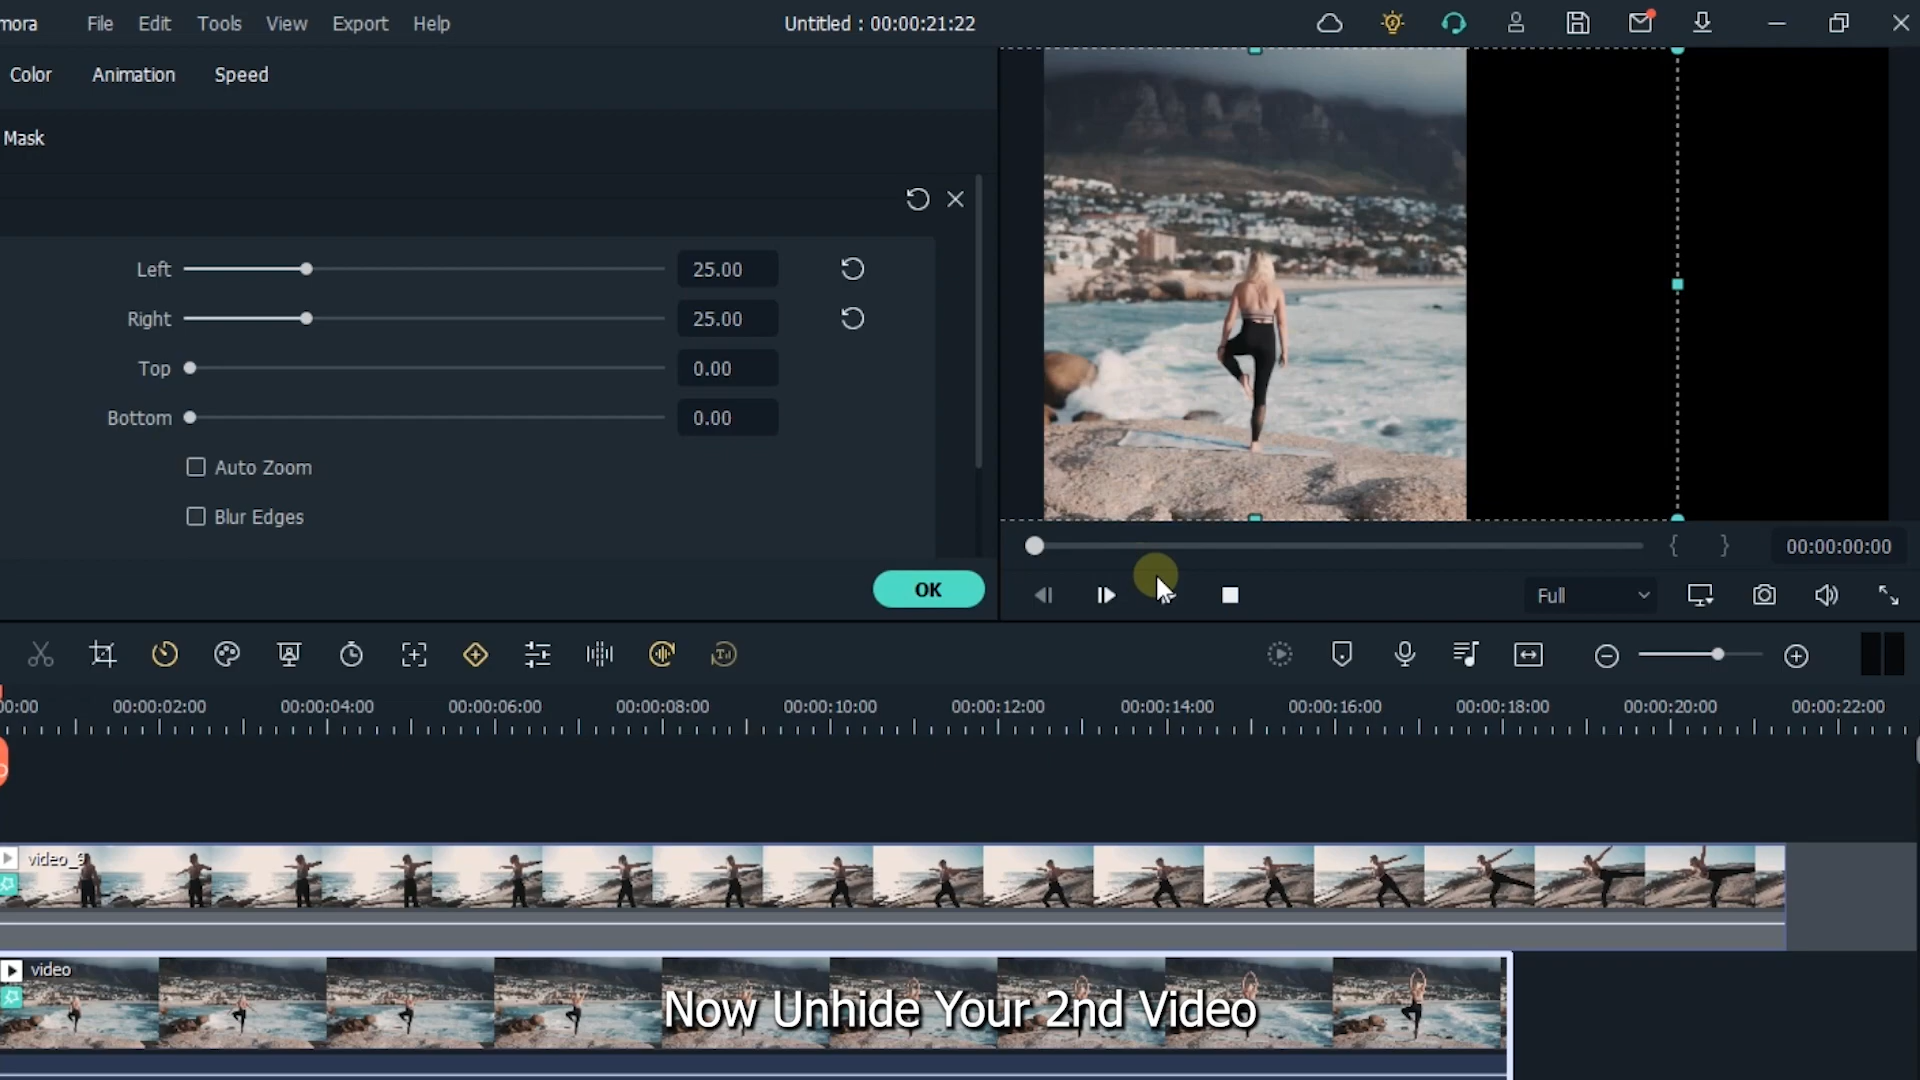 mora File Edit Tools View Export Help Untitled : 00:00:21:22
Color Animation Speed
Mask
Left 25.00
Right 25.00
Top 0.00
Bottom 0.00
Auto Zoom
Blur Edges
OK
{ } 00:00:00:00
Full
00:00 00:00:02:00 00:00:04:00 00:00:06:00 00:00:08:00 00:00:10:00 00:00:12:00 00:00:14:00 00:00:16:00 00:00:18:00 00:00:20:00 00:00:22:00
video_9
video
Now Unhide Your 2nd Video